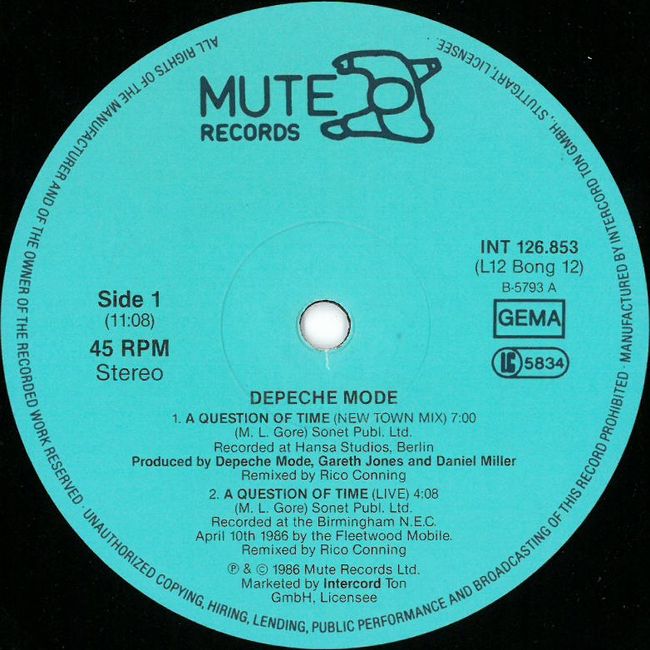 MUTE
RECORDS
INT 126.853
(L12 Bong 12)
B-5793 A
GEMA
LC 5834
Side 1
(11:08)
45 RPM
Stereo
DEPECHE MODE
1. A QUESTION OF TIME (NEW TOWN MIX) 7:00
(M. L. Gore) Sonet Publ. Ltd.
Recorded at Hansa Studios, Berlin
Produced by Depeche Mode, Gareth Jones and Daniel Miller
Remixed by Rico Conning
2. A QUESTION OF TIME (LIVE) 4:08
(M. L. Gore) Sonet Publ. Ltd.
Recorded at the Birmingham N.E.C.
April 10th 1986 by the Fleetwood Mobile.
Remixed by Rico Conning
℗ & © 1986 Mute Records Ltd.
Marketed by Intercord Ton
GmbH, Licensee
ALL RIGHTS OF THE MANUFACTURER AND OF THE OWNER OF THE RECORDED WORK RESERVED · UNAUTHORIZED COPYING, HIRING, LENDING, PUBLIC PERFORMANCE AND BROADCASTING OF THIS RECORD PROHIBITED · MANUFACTURED BY INTERCORD TON GMBH, STUTTGART, LICENSEE.